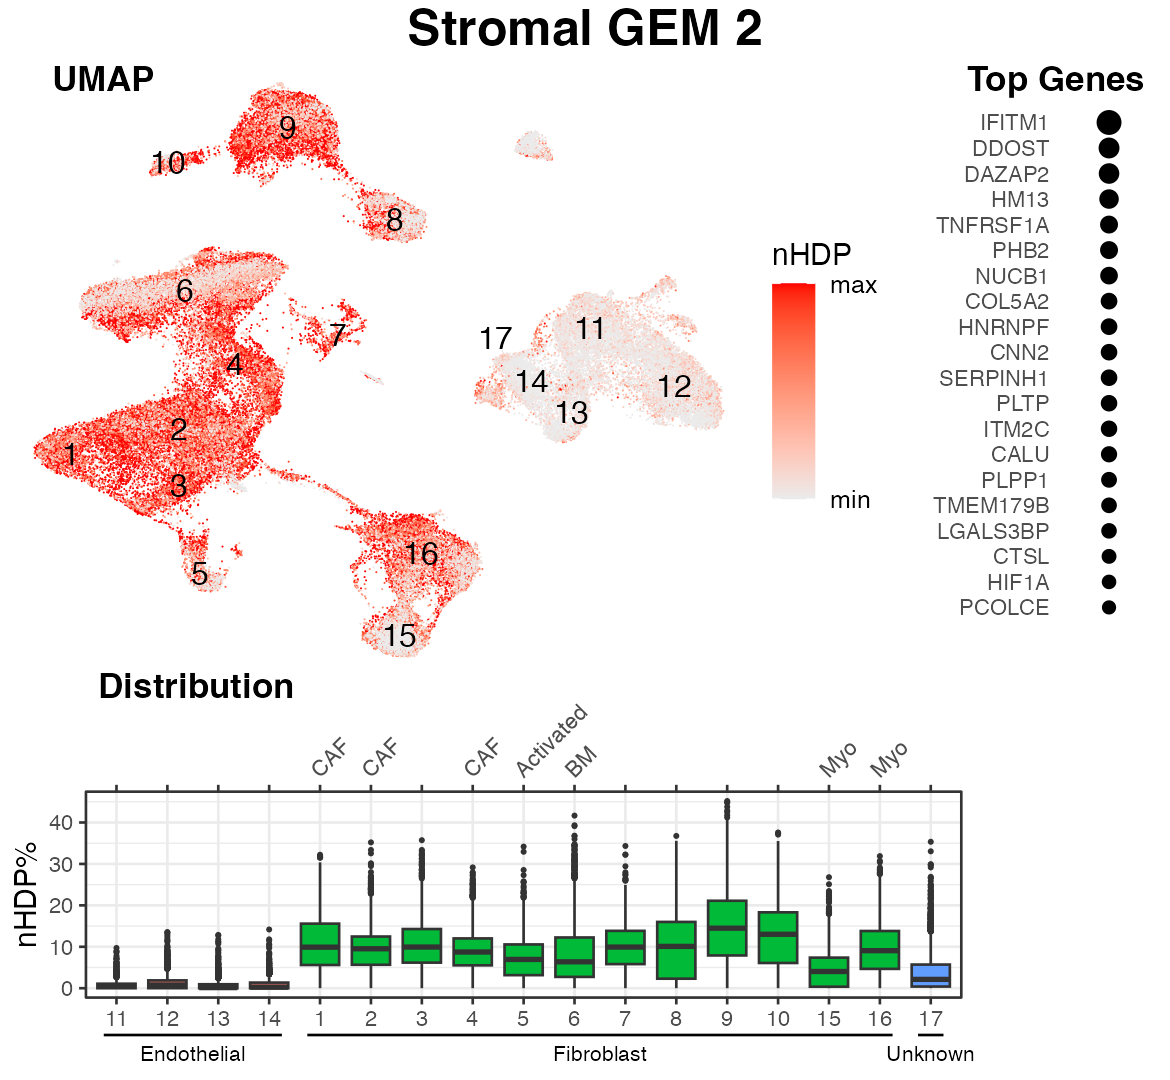 Stromal GEM 2
UMAP
9
10
8
6
7
4
2
1
3
5
16
15
17
11
14
12
13
nHDP
max
min
Top Genes
IFITM1
DDOST
DAZAP2
HM13
TNFRSF1A
PHB2
NUCB1
COL5A2
HNRNPF
CNN2
SERPINH1
PLTP
ITM2C
CALU
PLPP1
TMEM179B
LGALS3BP
CTSL
HIF1A
PCOLCE
Distribution
CAF CAF CAF Activated BM Myo Myo
nHDP%
40
30
20
10
0
11 12 13 14 1 2 3 4 5 6 7 8 9 10 15 16 17
Endothelial Fibroblast Unknown